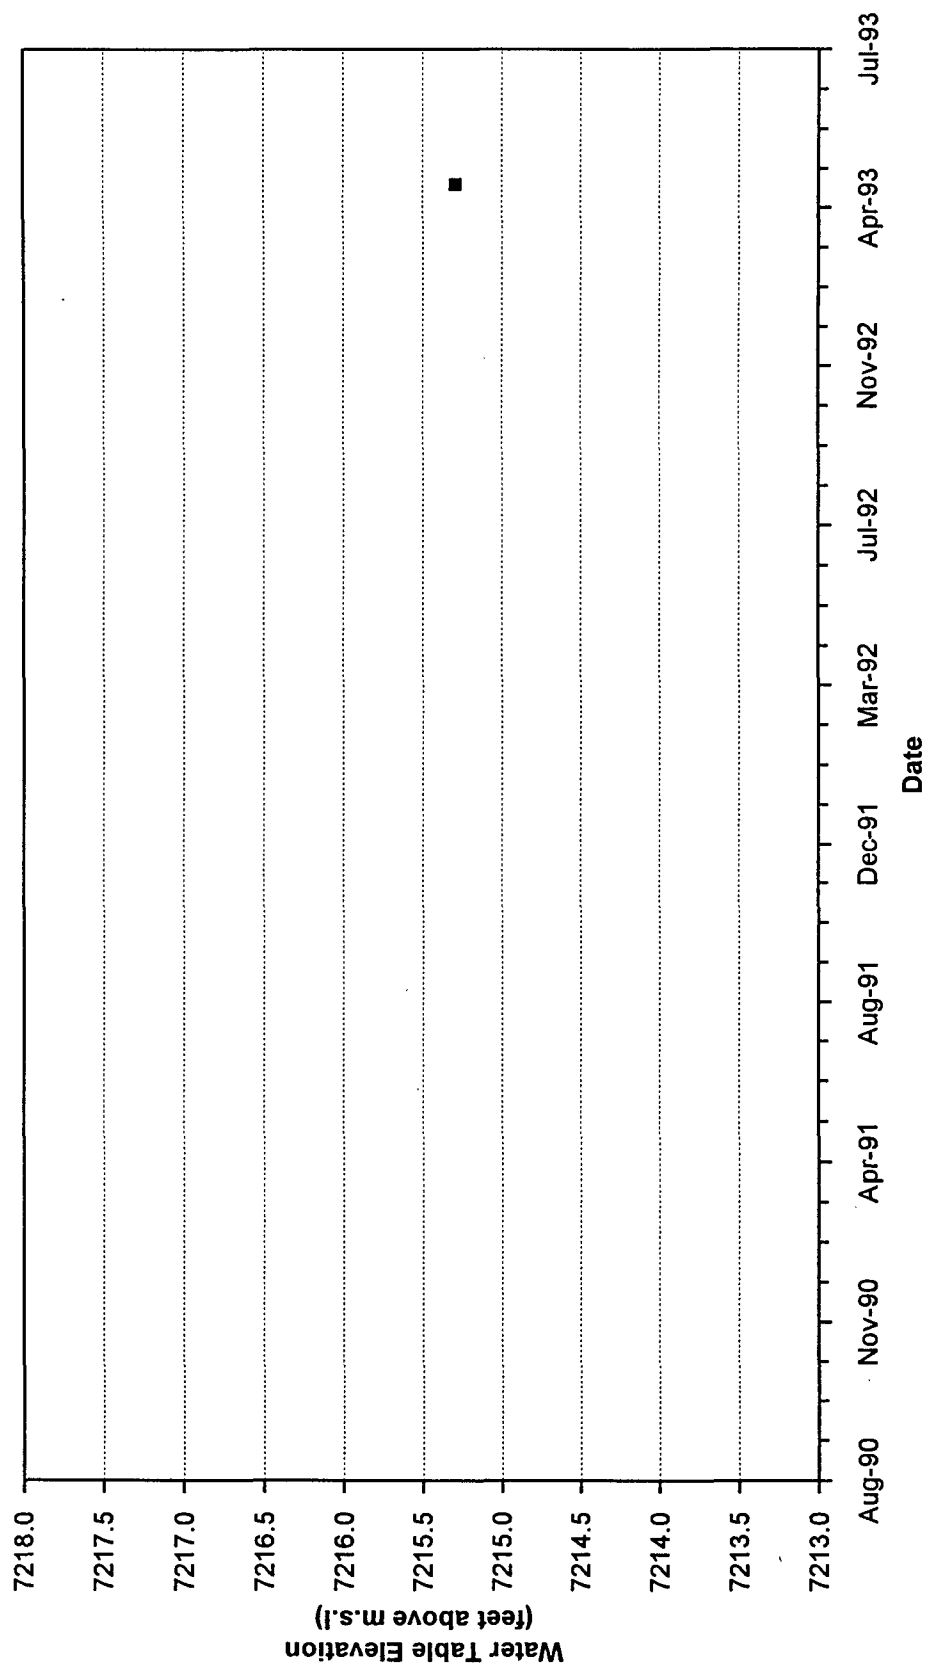 Water Table Elevation
(feet above m.s.l)
7218.0
7217.5
7217.0
7216.5
7216.0
7215.5
7215.0
7214.5
7214.0
7213.5
7213.0
Aug-90
Nov-90
Apr-91
Aug-91
Dec-91
Mar-92
Jul-92
Nov-92
Apr-93
Jul-93
Date